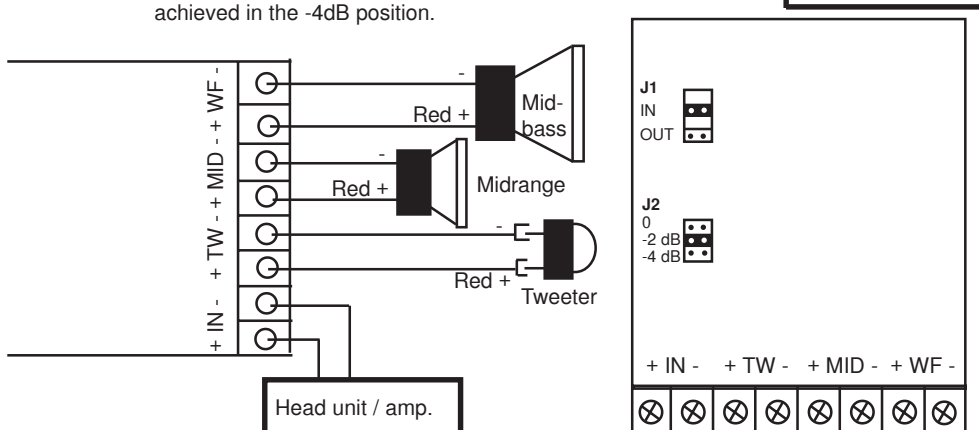 achieved in the -4dB position.
+ WF -
+ MID -
+ TW -
+ IN -
-
Red +
Mid-
bass
-
Red +
Midrange
-
Red +
Tweeter
Head unit / amp.
J1
IN
OUT
J2
0
-2 dB
-4 dB
+ IN - + TW - + MID - + WF -